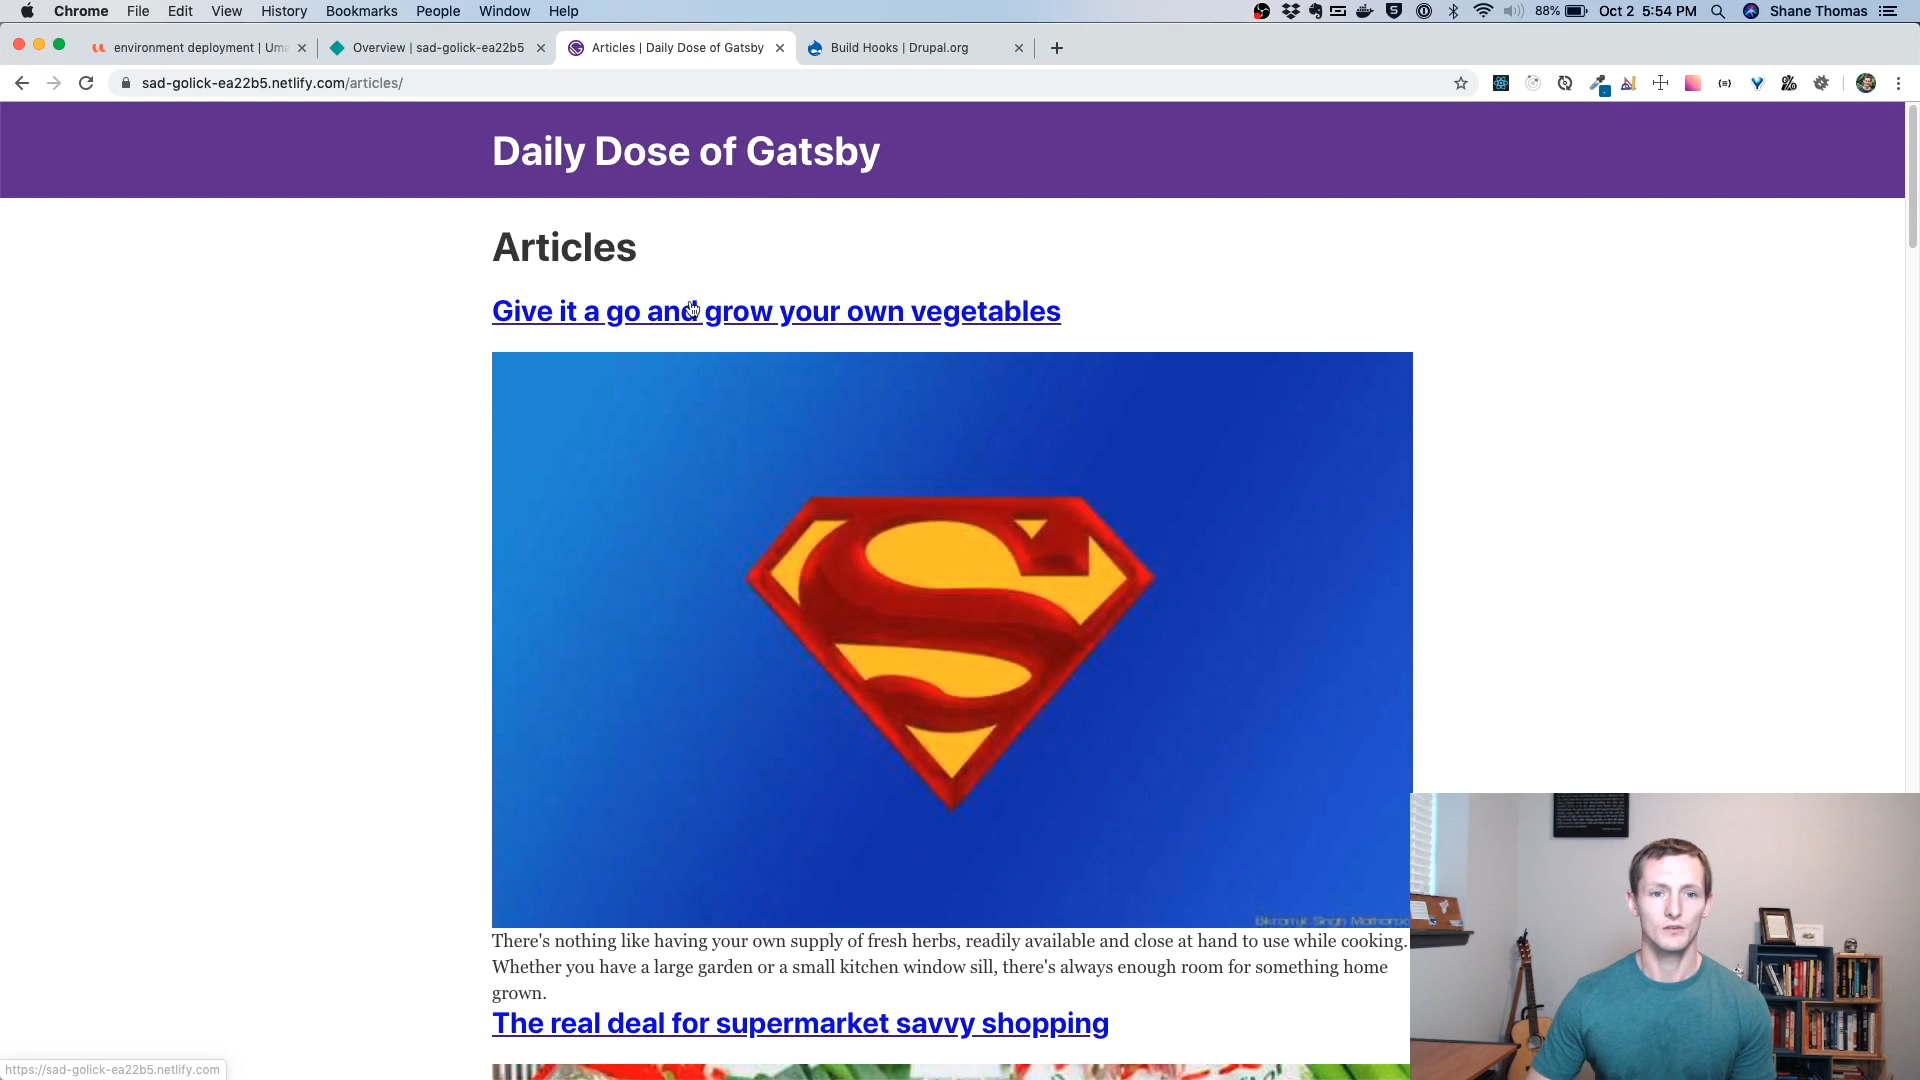 Chrome File Edit View History Bookmarks People Window Help
88% Oct 2 5:54 PM Shane Thomas
environment deployment | Uma
Overview | sad-golick-ea22b5
Articles | Daily Dose of Gatsby
Build Hooks | Drupal.org
sad-golick-ea22b5.netlify.com/articles/
Daily Dose of Gatsby
Articles
Give it a go and grow your own vegetables
There's nothing like having your own supply of fresh herbs, readily available and close at hand to use while cooking.
Whether you have a large garden or a small kitchen window sill, there's always enough room for something home
grown.
The real deal for supermarket savvy shopping
https://sad-golick-ea22b5.netlify.com